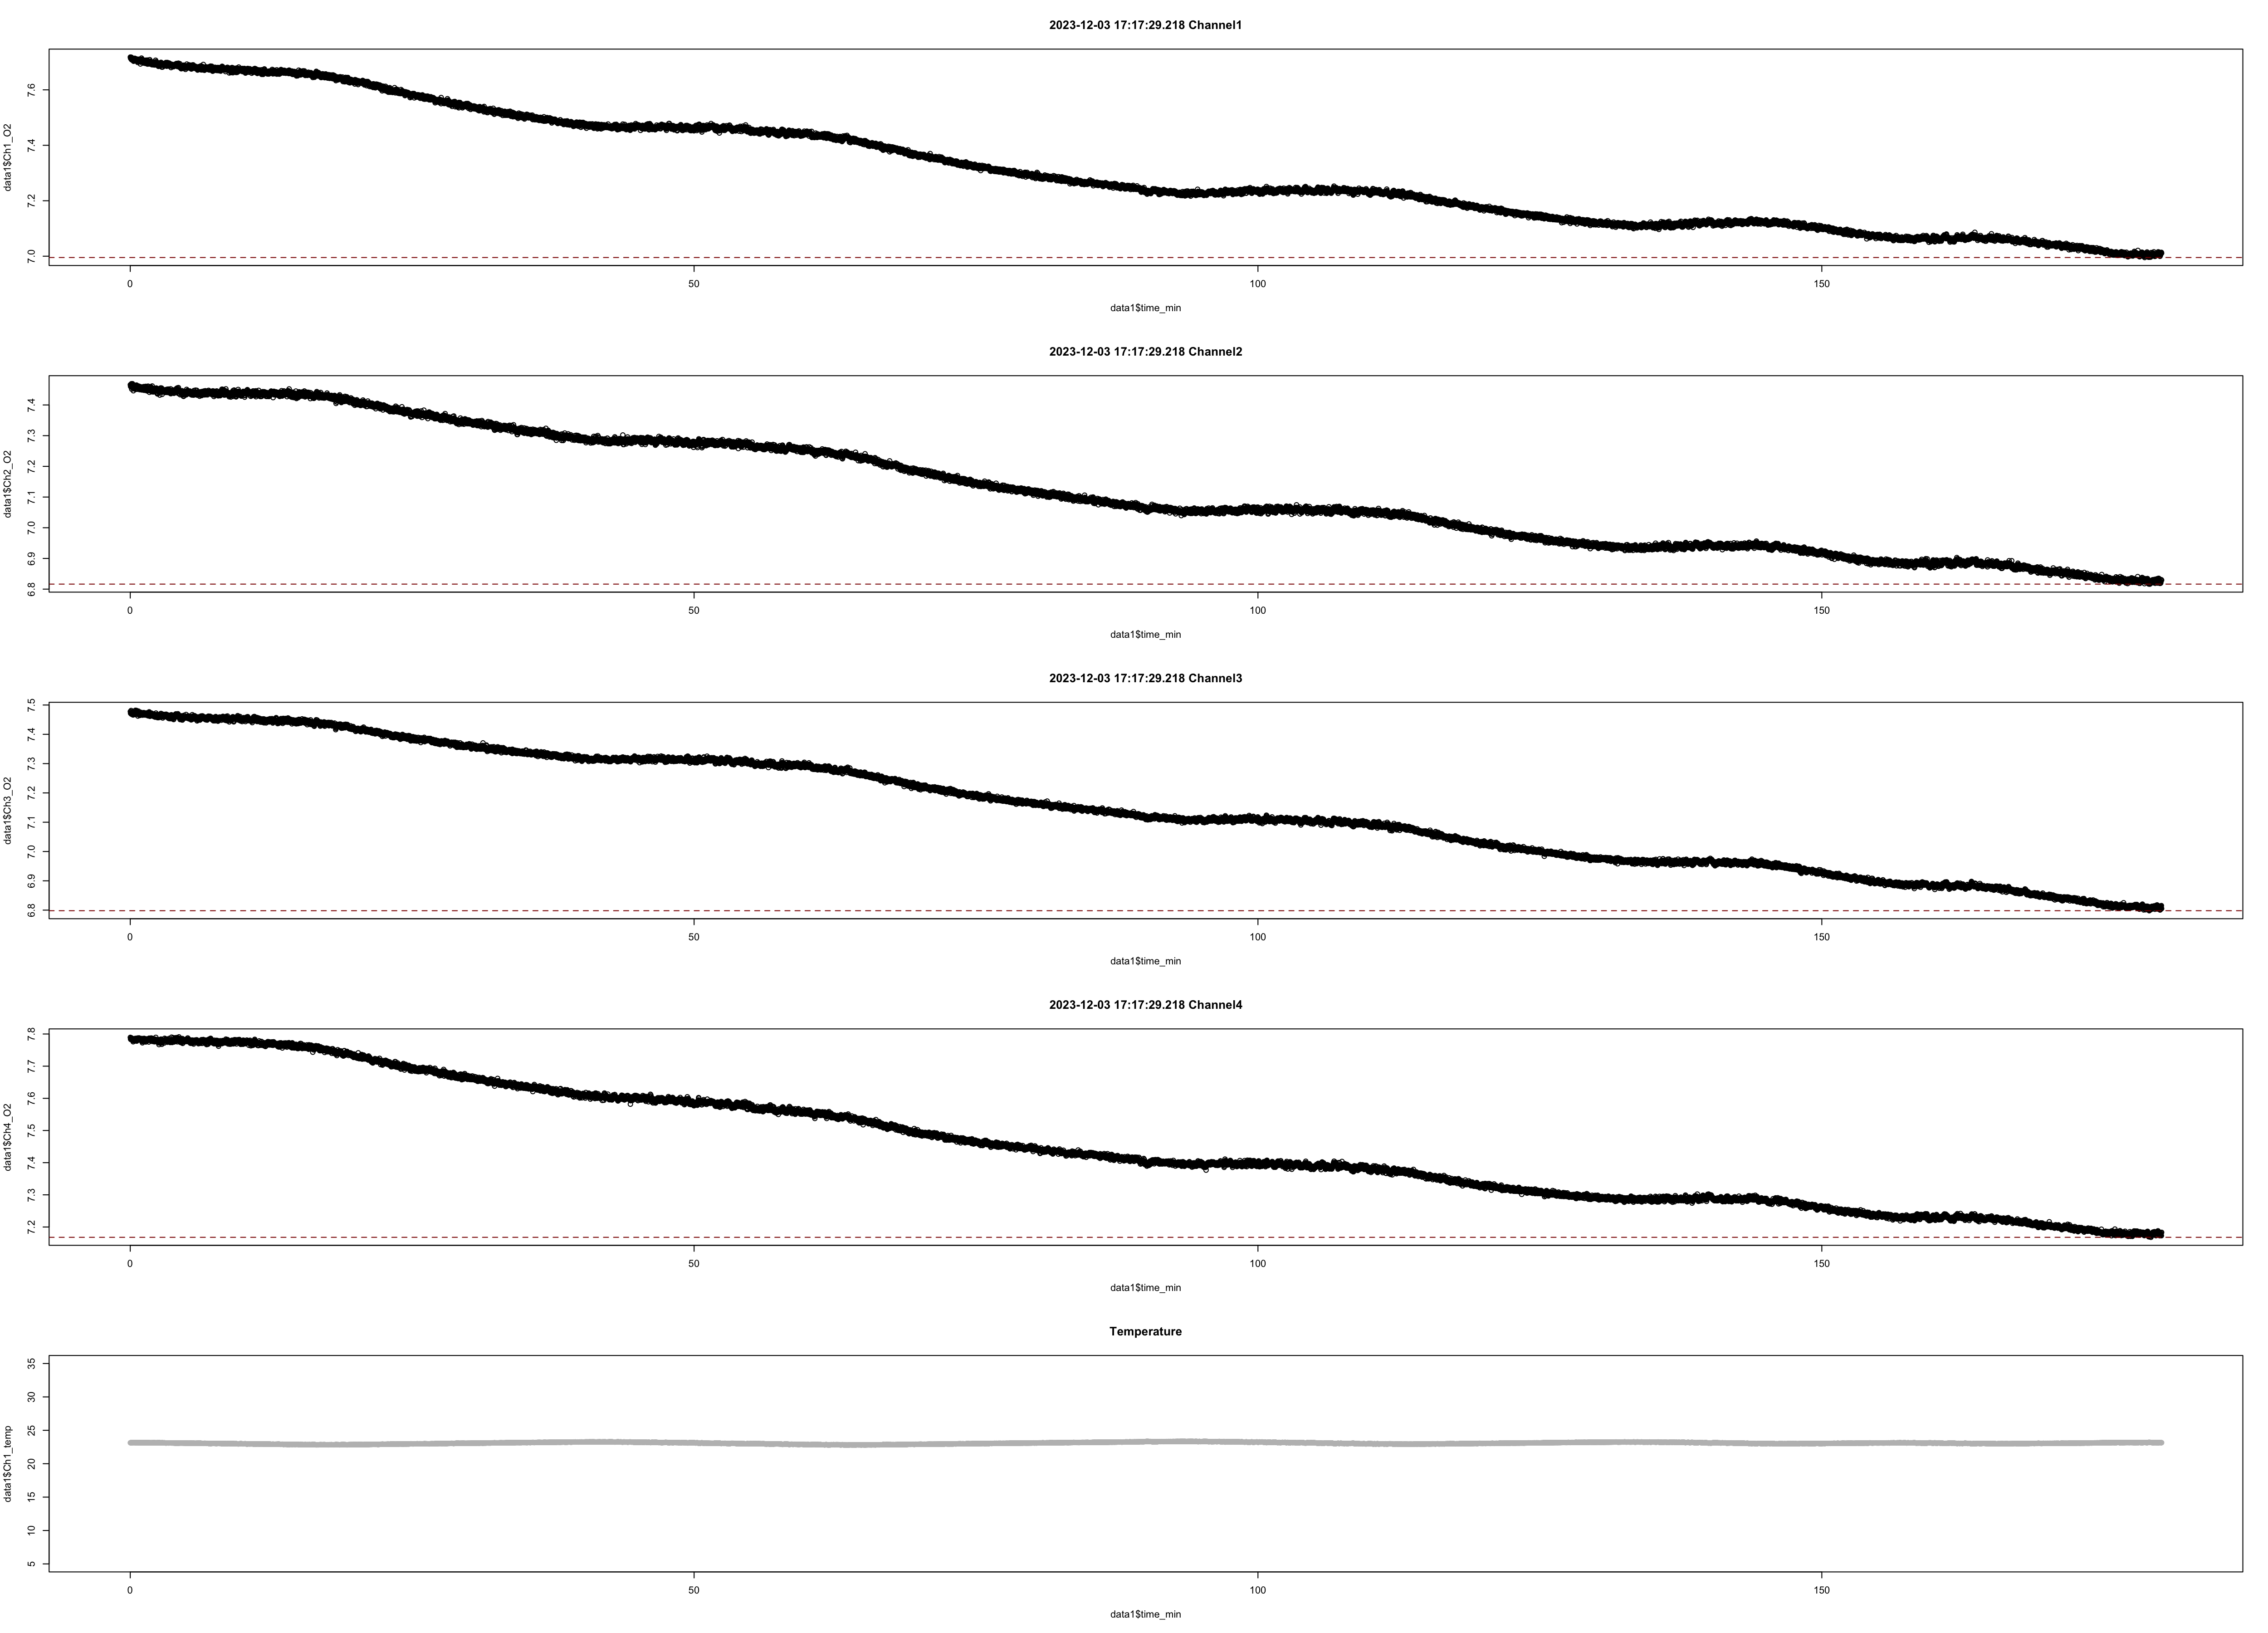 2023-12-03 17:17:29.218 Channel1
data1$Ch1_O2
7.6
7.4
7.2
7.0
0 50 100 150
data1$time_min
2023-12-03 17:17:29.218 Channel2
data1$Ch2_O2
7.4
7.3
7.2
7.1
7.0
6.9
6.8
0 50 100 150
data1$time_min
2023-12-03 17:17:29.218 Channel3
data1$Ch3_O2
7.5
7.4
7.3
7.2
7.1
7.0
6.9
6.8
0 50 100 150
data1$time_min
2023-12-03 17:17:29.218 Channel4
data1$Ch4_O2
7.8
7.7
7.6
7.5
7.4
7.3
7.2
0 50 100 150
data1$time_min
Temperature
data1$Ch1_temp
35
30
25
20
15
10
5
0 50 100 150
data1$time_min